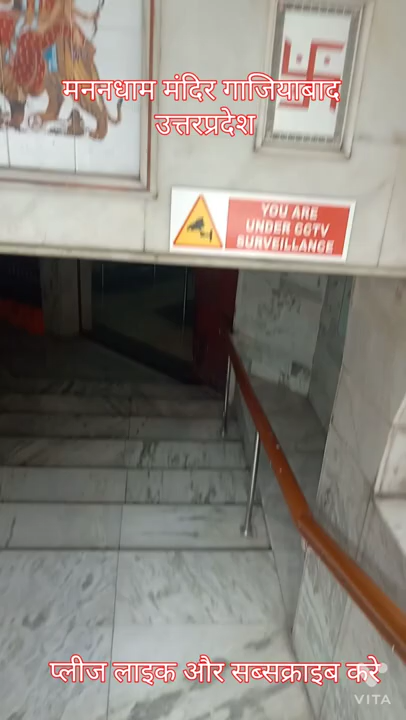 मननधाम मंदिर गाजियाबाद
उत्तरप्रदेश
YOU ARE
UNDER CCTV
SURVEILLANCE
प्लीज लाइक और सब्सक्राइब करे
VITA